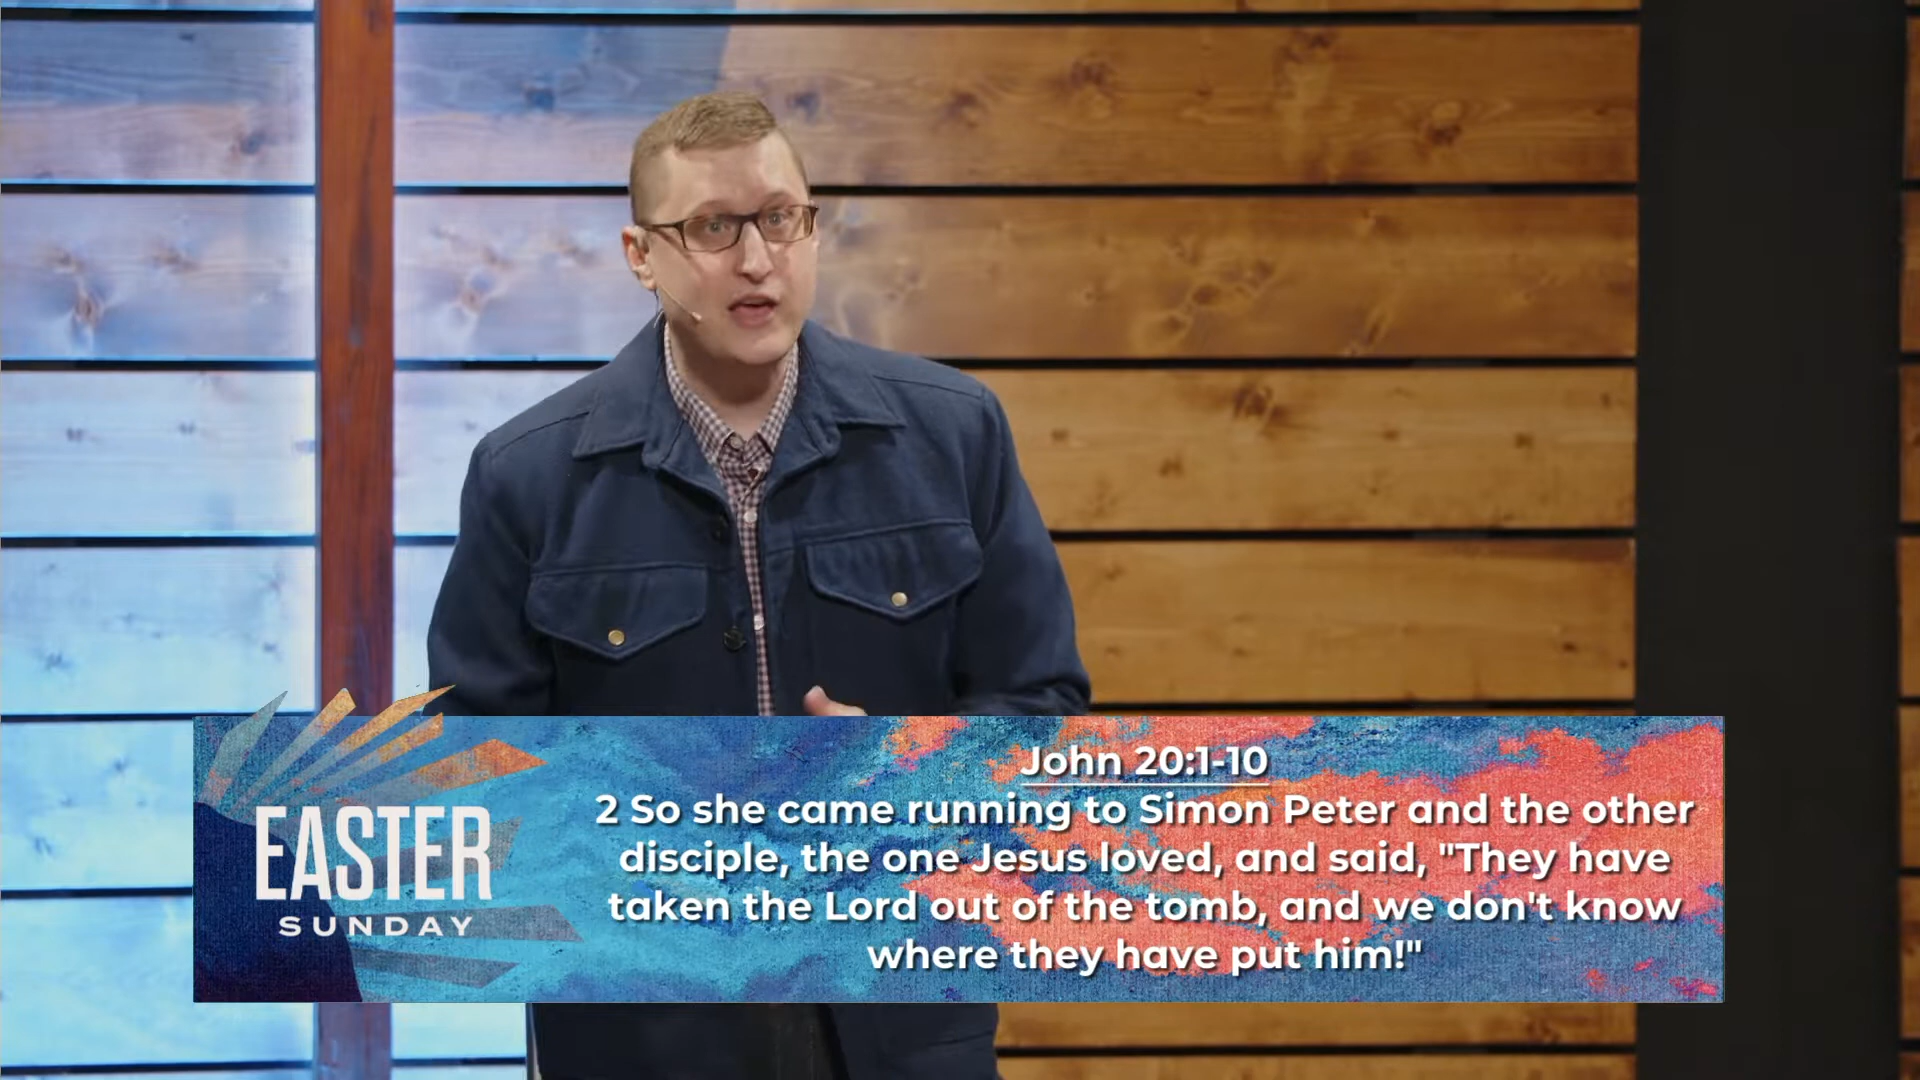 EASTER
SUNDAY
John 20:1-10
2 So she came running to Simon Peter and the other
disciple, the one Jesus loved, and said, "They have
taken the Lord out of the tomb, and we don't know
where they have put him!"